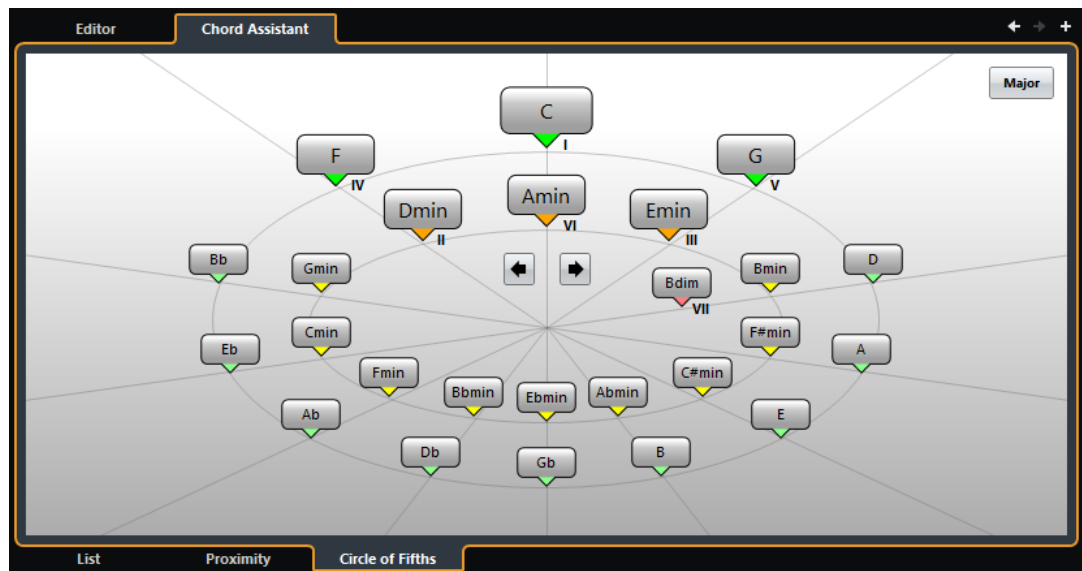 Editor Chord Assistant
Major
C
I
F G
IV V
Dmin Amin Emin
II VI III
Bb Gmin Bdim Bmin D
VII
Eb Cmin F#min A
Fmin C#min
Ab Bbmin Ebmin Abmin E
Db Gb B
List Proximity Circle of Fifths